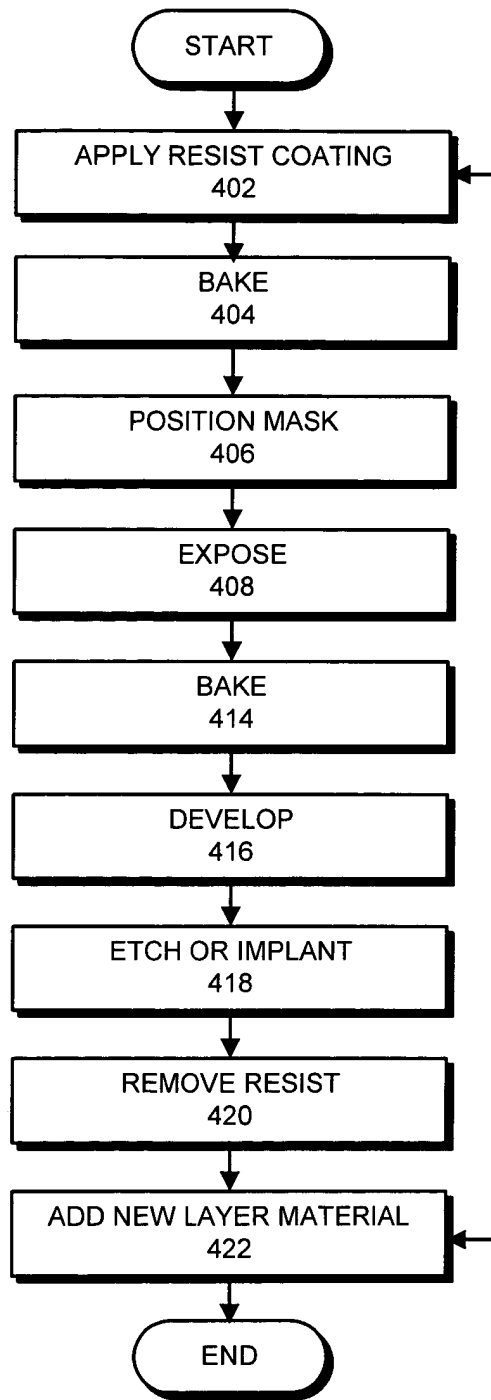 START
APPLY RESIST COATING
402
BAKE
404
POSITION MASK
406
EXPOSE
408
BAKE
414
DEVELOP
416
ETCH OR IMPLANT
418
REMOVE RESIST
420
ADD NEW LAYER MATERIAL
422
END